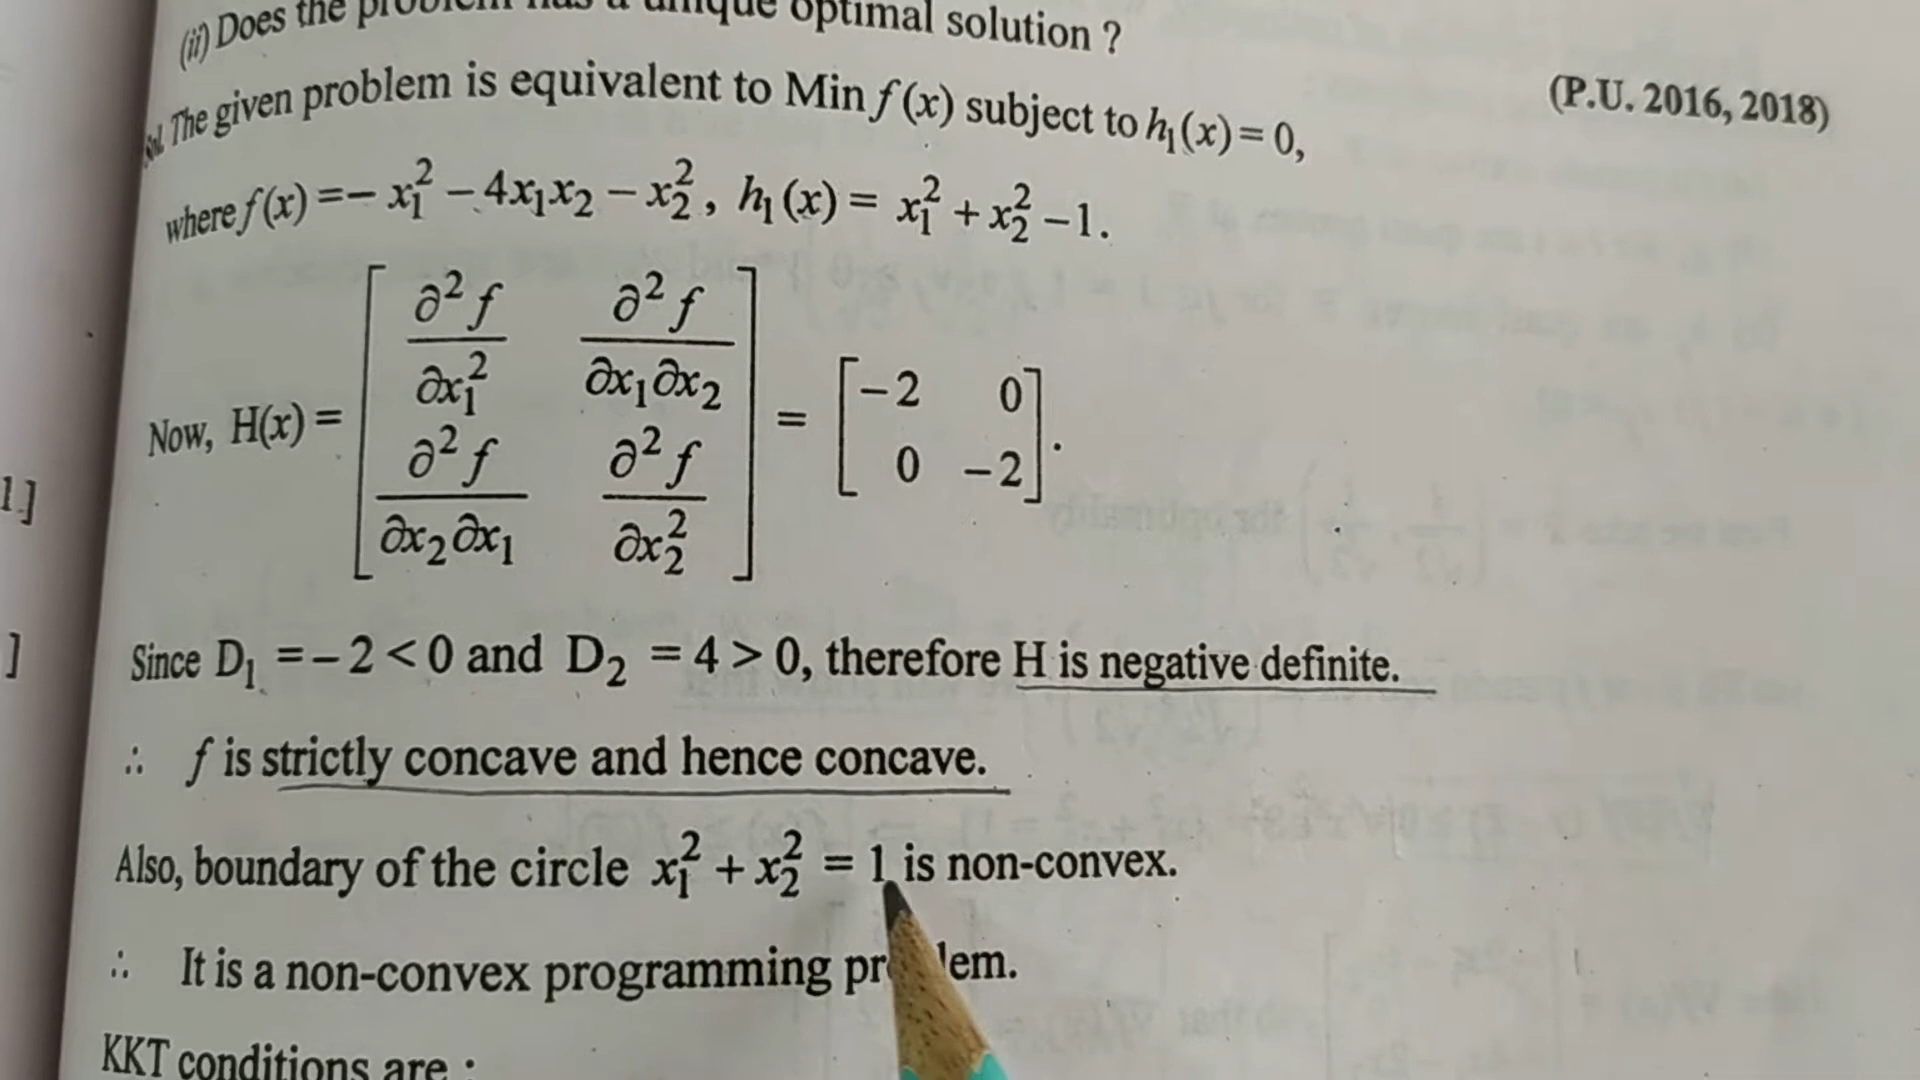 (ii) Does the problem has a unique optimal solution ?
(P.U. 2016, 2018)
Sol. The given problem is equivalent to Min f(x) subject to h₁(x) = 0,
where f(x) = − x₁² − 4x₁x₂ − x₂², h₁(x) = x₁² + x₂² − 1.
Now, H(x) = [ ∂²f/∂x₁² ∂²f/∂x₁∂x₂ ; ∂²f/∂x₂∂x₁ ∂²f/∂x₂² ] = [ −2 0 ; 0 −2 ].
1.]
]
Since D₁ = − 2 < 0 and D₂ = 4 > 0, therefore H is negative definite.
∴ f is strictly concave and hence concave.
Also, boundary of the circle x₁² + x₂² = 1 is non-convex.
∴ It is a non-convex programming pr lem.
KKT conditions are :